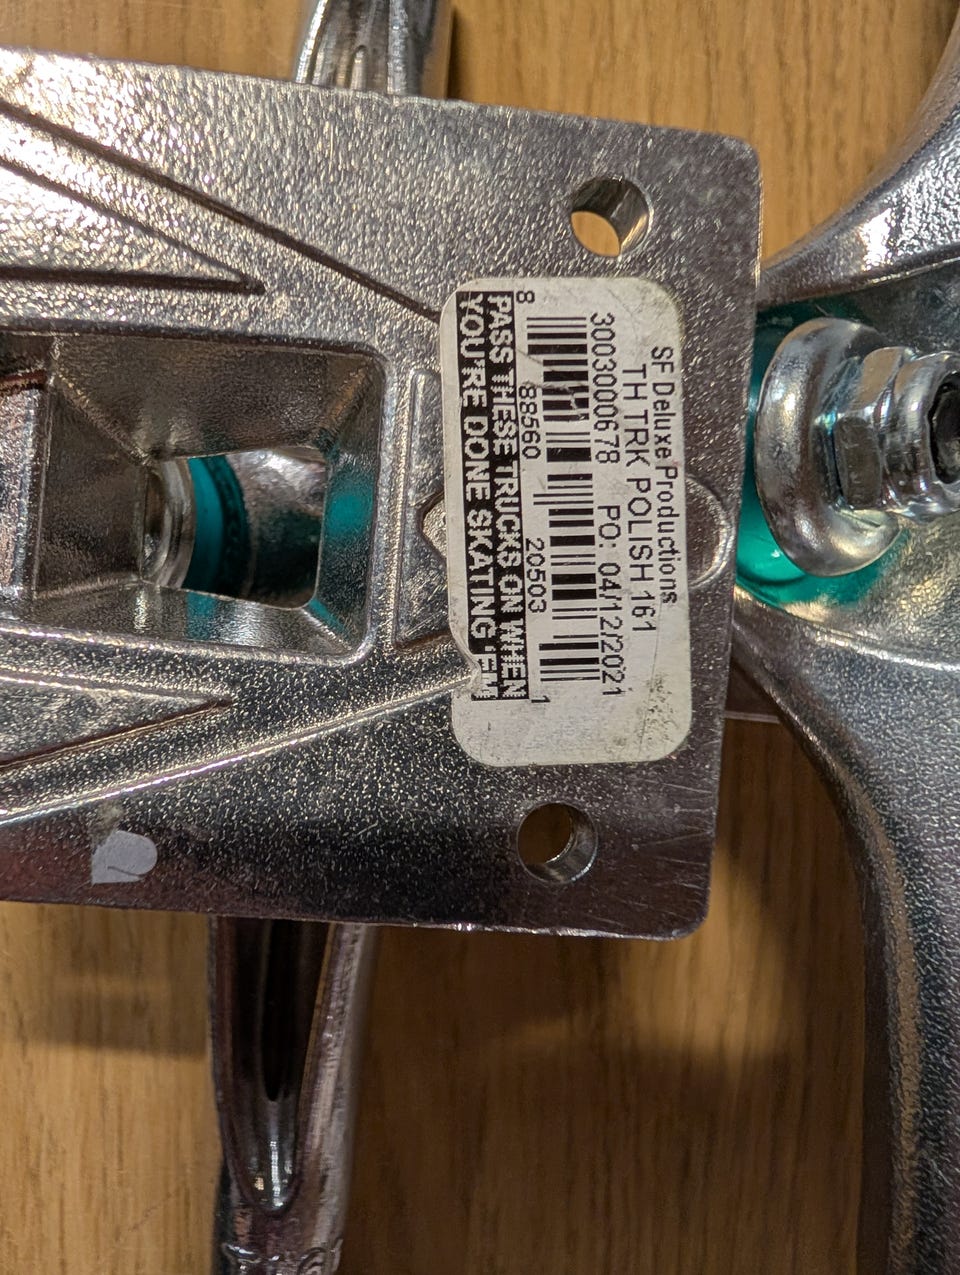 SF Deluxe Productions
TH TRK POLISH 161
3003000678 PO: 04/12/2021
8 88560 20503 1
PASS THESE TRUCKS ON WHEN
YOU'RE DONE SKATING 'EM